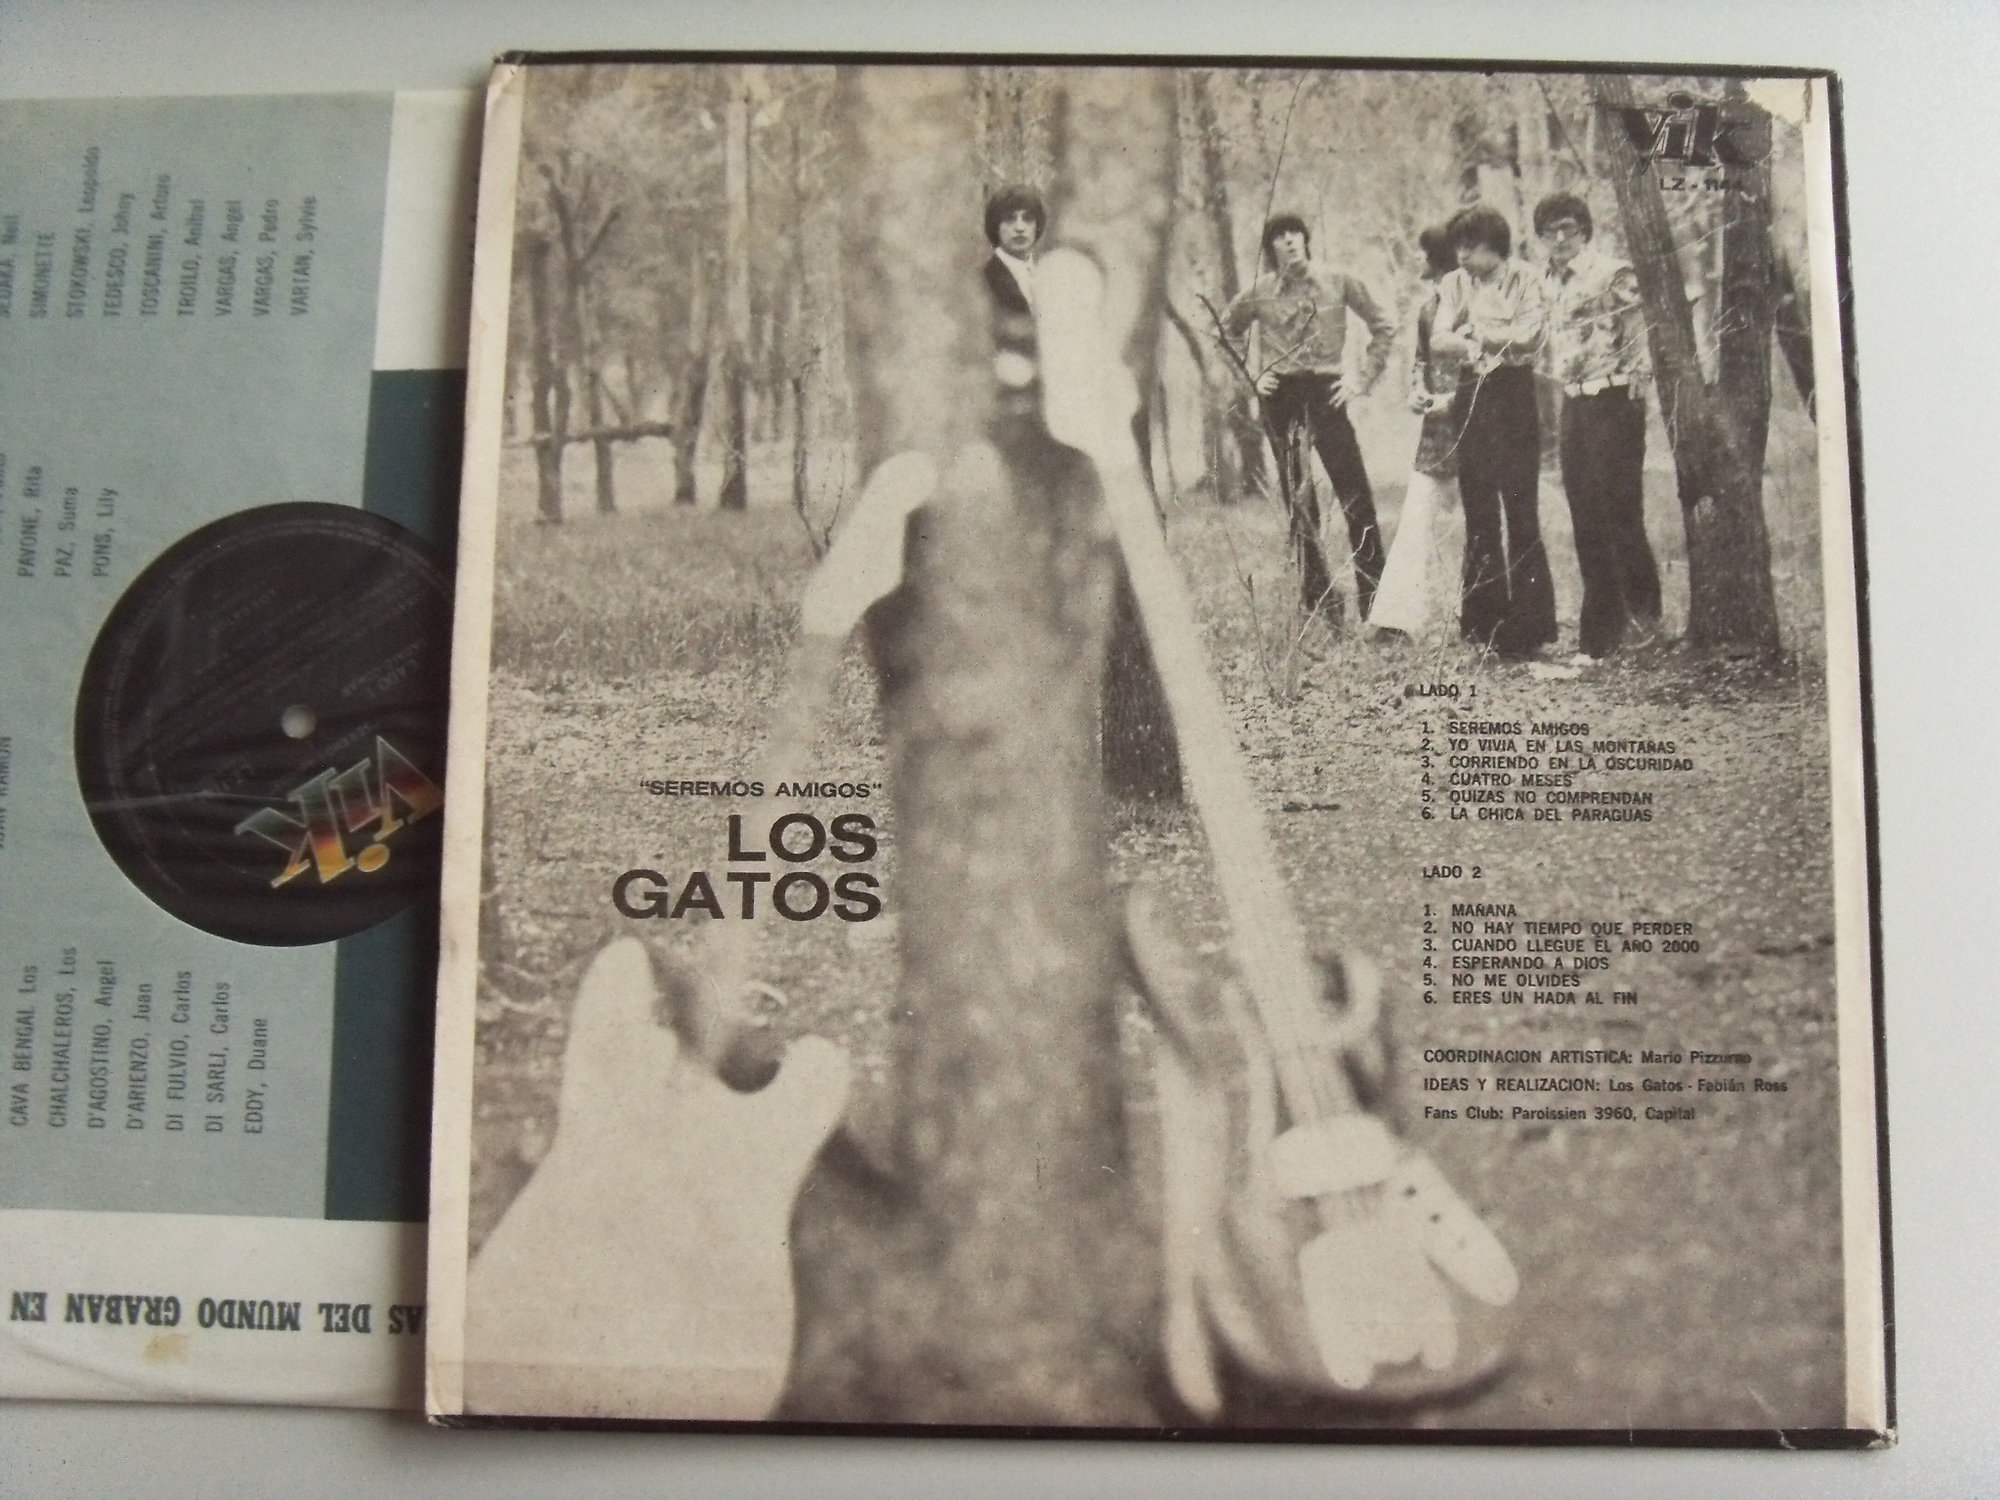 Vik
"SEREMOS AMIGOS"
LOS
GATOS
LADO 1
1. SEREMOS AMIGOS
2. YO VIVIA EN LAS MONTAÑAS
3. CORRIENDO EN LA OSCURIDAD
4. CUATRO MESES
5. QUIZAS NO COMPRENDAN
6. LA CHICA DEL PARAGUAS
LADO 2
1. MAÑANA
2. NO HAY TIEMPO QUE PERDER
3. CUANDO LLEGUE EL AÑO 2000
4. ESPERANDO A DIOS
5. NO ME OLVIDES
6. ERES UN HADA AL FIN
COORDINACION ARTISTICA: Mario Pizzurno
IDEAS Y REALIZACION: Los Gatos - Fabián Ross
Fans Club: Paroissien 3960, Capital
SIMONETTE
STOKOWSKI, Leopoldo
TEDESCO, Johny
TOSCANINI, Arturo
TROILO, Anibal
VARGAS, Angel
VARGAS, Pedro
VARTAN, Sylvie
PAVONE, Rita
PAZ, Suma
PONS, Lily
CAVA BENGAL Los
CHALCHALEROS, Los
D'AGOSTINO, Angel
D'ARIENZO, Juan
DI FULVIO, Carlos
DI SARLI, Carlos
EDDY, Duane
Vik
DEL MUNDO GRABAN EN